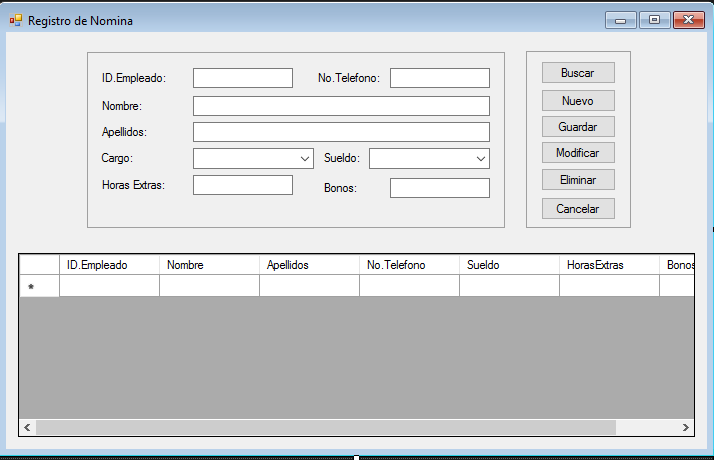 Registro de Nomina
ID.Empleado: No.Telefono:
Nombre:
Apellidos:
Cargo: Sueldo:
Horas Extras: Bonos:
Buscar
Nuevo
Guardar
Modificar
Eliminar
Cancelar
ID.Empleado Nombre Apellidos No.Telefono Sueldo HorasExtras Bonos
*